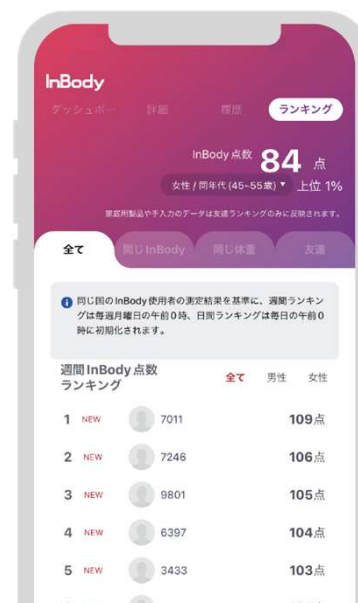 InBody
ダッシュボ… 詳細 履歴 ランキング
InBody 点数 84 点
女性 / 同年代 (45~55歳) ▼ 上位 1%
家庭用製品や手入力のデータは友達ランキングのみに反映されます。
全て 同じ InBody 同じ体重 友達
同じ国の InBody 使用者の測定結果を基準に、週間ランキン
グは毎週月曜日の午前0時、日間ランキングは毎日の午前0
時に初期化されます。
週間 InBody 点数
ランキング
全て 男性 女性
1 NEW 7011 109点
2 NEW 7246 106点
3 NEW 9801 105点
4 NEW 6397 104点
5 NEW 3433 103点